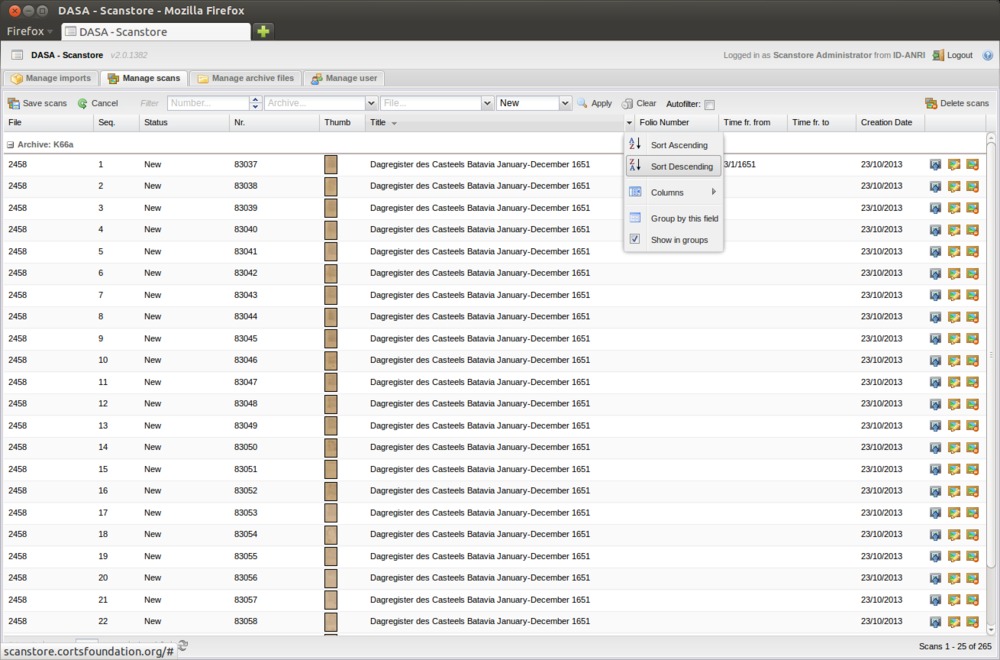 DASA - Scanstore - Mozilla Firefox
Firefox DASA - Scanstore
DASA - Scanstore v2.0.1382 Logged in as Scanstore Administrator from ID-ANRI Logout
Manage imports Manage scans Manage archive files Manage user
Save scans Cancel Filter Number... Archive... File... New Apply Clear Autofilter: Delete scans
File Seq. Status Nr. Thumb Title Folio Number Time fr. from Time fr. to Creation Date
Archive: K66a
Sort Ascending
Sort Descending
Columns
Group by this field
Show in groups
2458 1 New 83037 Dagregister des Casteels Batavia January-December 1651 3/1/1651 23/10/2013
2458 2 New 83038 Dagregister des Casteels Batavia January-December 1651 23/10/2013
2458 3 New 83039 Dagregister des Casteels Batavia January-December 1651 23/10/2013
2458 4 New 83040 Dagregister des Casteels Batavia January-December 1651 23/10/2013
2458 5 New 83041 Dagregister des Casteels Batavia January-December 1651 23/10/2013
2458 6 New 83042 Dagregister des Casteels Batavia January-December 1651 23/10/2013
2458 7 New 83043 Dagregister des Casteels Batavia January-December 1651 23/10/2013
2458 8 New 83044 Dagregister des Casteels Batavia January-December 1651 23/10/2013
2458 9 New 83045 Dagregister des Casteels Batavia January-December 1651 23/10/2013
2458 10 New 83046 Dagregister des Casteels Batavia January-December 1651 23/10/2013
2458 11 New 83047 Dagregister des Casteels Batavia January-December 1651 23/10/2013
2458 12 New 83048 Dagregister des Casteels Batavia January-December 1651 23/10/2013
2458 13 New 83049 Dagregister des Casteels Batavia January-December 1651 23/10/2013
2458 14 New 83050 Dagregister des Casteels Batavia January-December 1651 23/10/2013
2458 15 New 83051 Dagregister des Casteels Batavia January-December 1651 23/10/2013
2458 16 New 83052 Dagregister des Casteels Batavia January-December 1651 23/10/2013
2458 17 New 83053 Dagregister des Casteels Batavia January-December 1651 23/10/2013
2458 18 New 83054 Dagregister des Casteels Batavia January-December 1651 23/10/2013
2458 19 New 83055 Dagregister des Casteels Batavia January-December 1651 23/10/2013
2458 20 New 83056 Dagregister des Casteels Batavia January-December 1651 23/10/2013
2458 21 New 83057 Dagregister des Casteels Batavia January-December 1651 23/10/2013
2458 22 New 83058 Dagregister des Casteels Batavia January-December 1651 23/10/2013
scanstore.cortsfoundation.org/# Scans 1 - 25 of 265